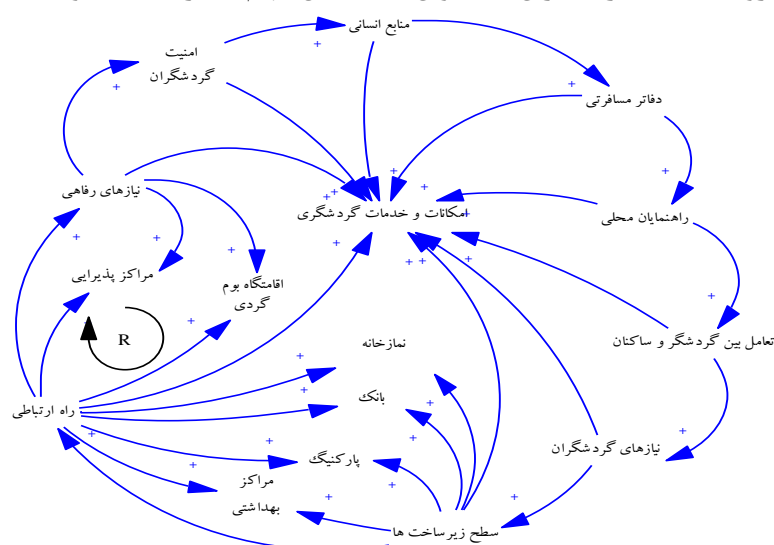 منابع انسانی
امنیت
گردشگران
دفاتر مسافرتی
نیازهای رفاهی
امکانات و خدمات گردشگری
راهنمایان محلی
مراکز پذیرایی
اقامتگاه بوم
گردی
R
نمازخانه
تعامل بین گردشگر و ساکنان
بانک
راه ارتباطی
نیازهای گردشگران
پارکنیگ
مراکز
بهداشتی
سطح زیرساخت ها